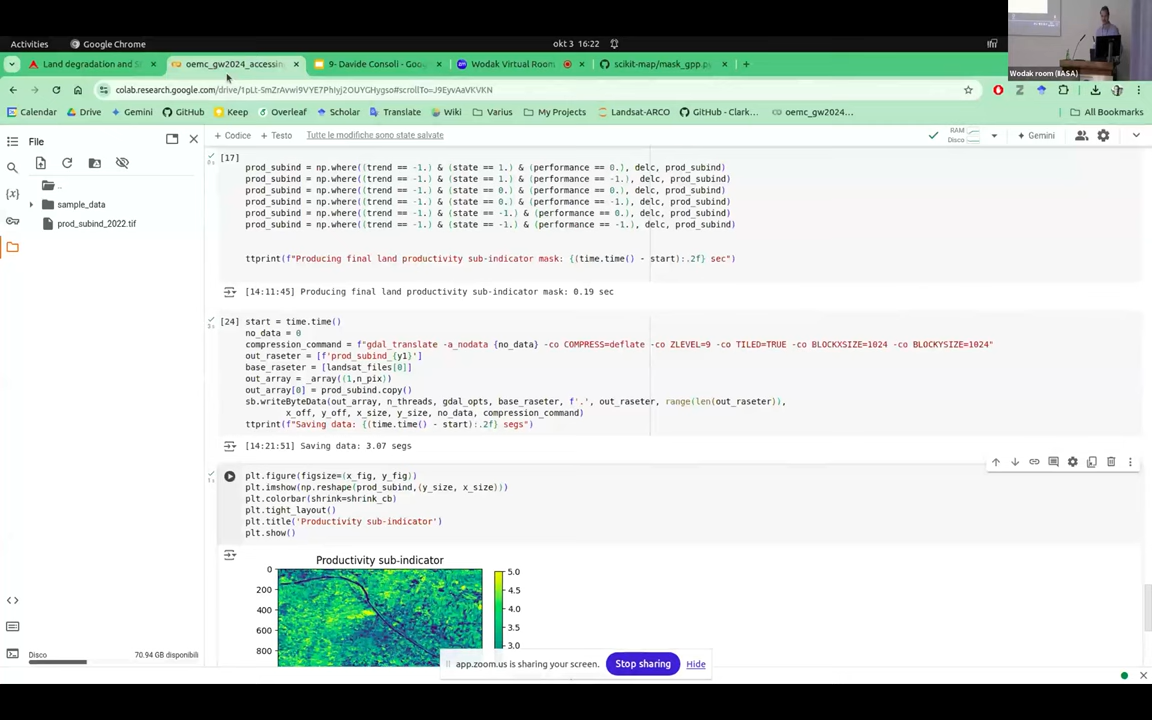 Activities
Google Chrome
okt 3 16:22
Wodak room (IIASA)
Land degradation and S
oemc_gw2024_accessing
9- Davide Consoli - Goog
Wodak Virtual Room
scikit-map/mask_gpp.py
colab.research.google.com/drive/1pLt-SmZrAvwi9VYE7PhIyj2OUYGHygso#scrollTo=J9EyvAaVKVKN
Calendar
Drive
Gemini
GitHub
Keep
Overleaf
Scholar
Translate
Witten
Varius
My Projects
Landsat-ARCO
GitHub - Clark...
oemc_gw2024...
All Bookmarks
File
+ Codice
+ Testo
Tutte le modifiche sono state salvate
RAM
Disco
Gemini
..
sample_data
prod_subind_2022.tif
[17]
prod_subind = np.where((trend == -1.) & (state == 1.) & (performance == 0.), delc, prod_subind)
prod_subind = np.where((trend == -1.) & (state == 1.) & (performance == -1.), delc, prod_subind)
prod_subind = np.where((trend == -1.) & (state == 0.) & (performance == 0.), delc, prod_subind)
prod_subind = np.where((trend == -1.) & (state == 0.) & (performance == -1.), delc, prod_subind)
prod_subind = np.where((trend == -1.) & (state == -1.) & (performance == 0.), delc, prod_subind)
prod_subind = np.where((trend == -1.) & (state == -1.) & (performance == -1.), delc, prod_subind)
ttprint(f"Producing final land productivity sub-indicator mask: {(time.time() - start):.2f} sec")
[14:11:45] Producing final land productivity sub-indicator mask: 0.19 sec
[24]
start = time.time()
no_data = 0
compression_command = f"gdal_translate -a_nodata {no_data} -co COMPRESS=deflate -co ZLEVEL=9 -co TILED=TRUE -co BLOCKXSIZE=1024 -co BLOCKYSIZE=1024"
out_raseter = [f'prod_subind_{y1}']
base_raseter = [landsat_files[0]]
out_array = _array((1,n_pix))
out_array[0] = prod_subind.copy()
sb.writeByteData(out_array, n_threads, gdal_opts, base_raseter, f'.', out_raseter, range(len(out_raseter)),
x_off, y_off, x_size, y_size, no_data, compression_command)
ttprint(f"Saving data: {(time.time() - start):.2f} segs")
[14:21:51] Saving data: 3.07 segs
plt.figure(figsize=(x_fig, y_fig))
plt.imshow(np.reshape(prod_subind,(y_size, x_size)))
plt.colorbar(shrink=shrink_cb)
plt.tight_layout()
plt.title('Productivity sub-indicator')
plt.show()
Productivity sub-indicator
0
200
400
600
800
5.0
4.5
4.0
3.5
3.0
Disco
70.94 GB disponibili
app.zoom.us is sharing your screen.
Stop sharing
Hide